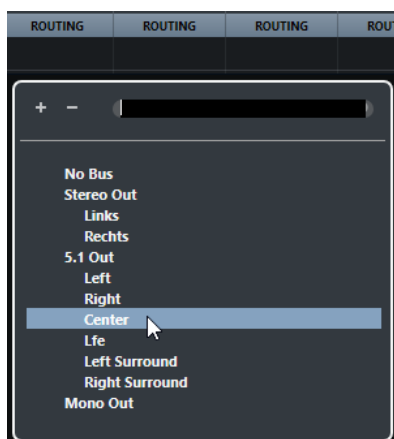 ROUTING ROUTING ROUTING
+ −
No Bus
Stereo Out
Links
Rechts
5.1 Out
Left
Right
Center
Lfe
Left Surround
Right Surround
Mono Out